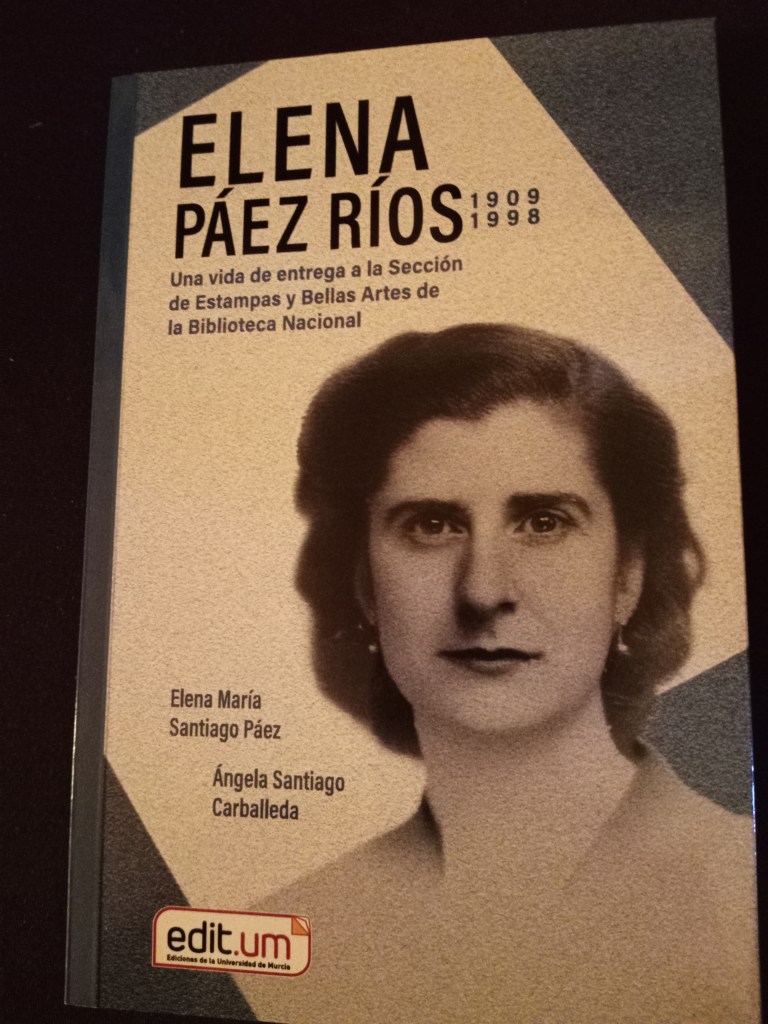 ELENA
PÁEZ RÍOS
1909
1998
Una vida de entrega a la Sección
de Estampas y Bellas Artes de
la Biblioteca Nacional
Elena María
Santiago Páez
Ángela Santiago
Carballeda
edit.um
Ediciones de la Universidad de Murcia